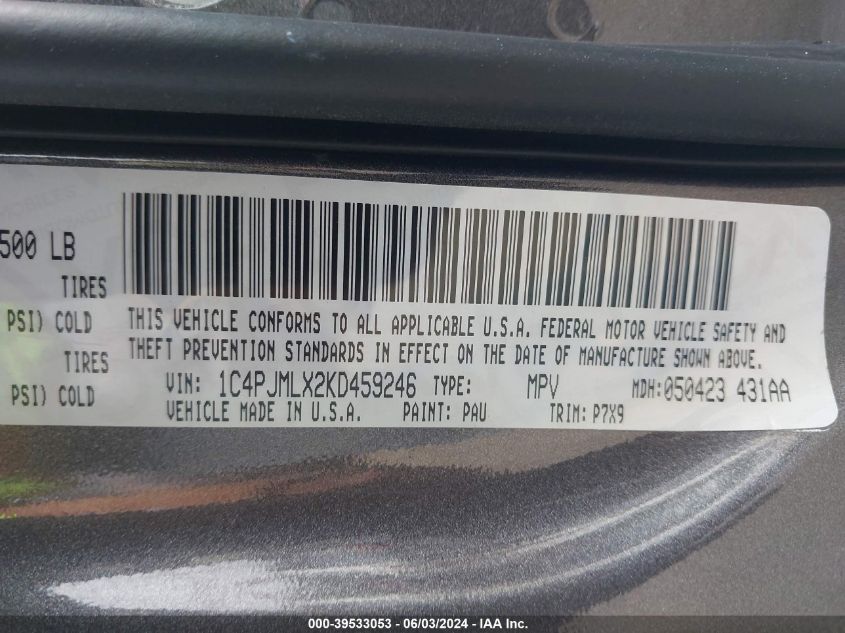 500 LB
TIRES
PSI) COLD
TIRES
PSI) COLD
THIS VEHICLE CONFORMS TO ALL APPLICABLE U.S.A. FEDERAL MOTOR VEHICLE SAFETY AND
THEFT PREVENTION STANDARDS IN EFFECT ON THE DATE OF MANUFACTURE SHOWN ABOVE.
VIN: 1C4PJMLX2KD459246 TYPE: MPV MDH:050423 431AA
VEHICLE MADE IN U.S.A. PAINT: PAU TRIM: P7X9
000-39533053 - 06/03/2024 - IAA Inc.